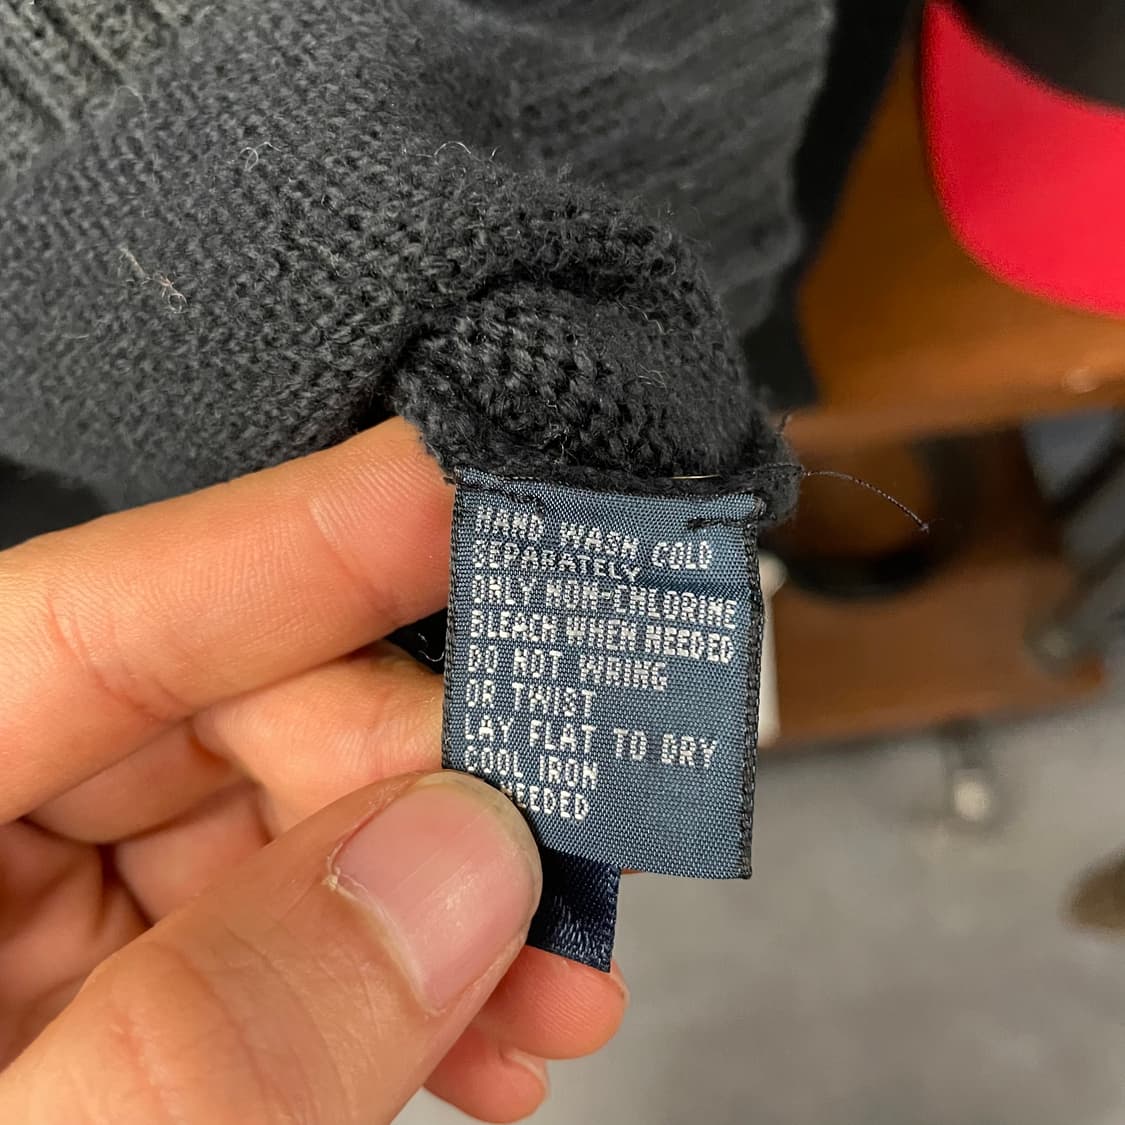 HAND WASH COLD
SEPARATELY
ONLY NON-CHLORINE
BLEACH WHEN NEEDED
DO NOT WRING
OR TWIST
LAY FLAT TO DRY
COOL IRON
NEEDED